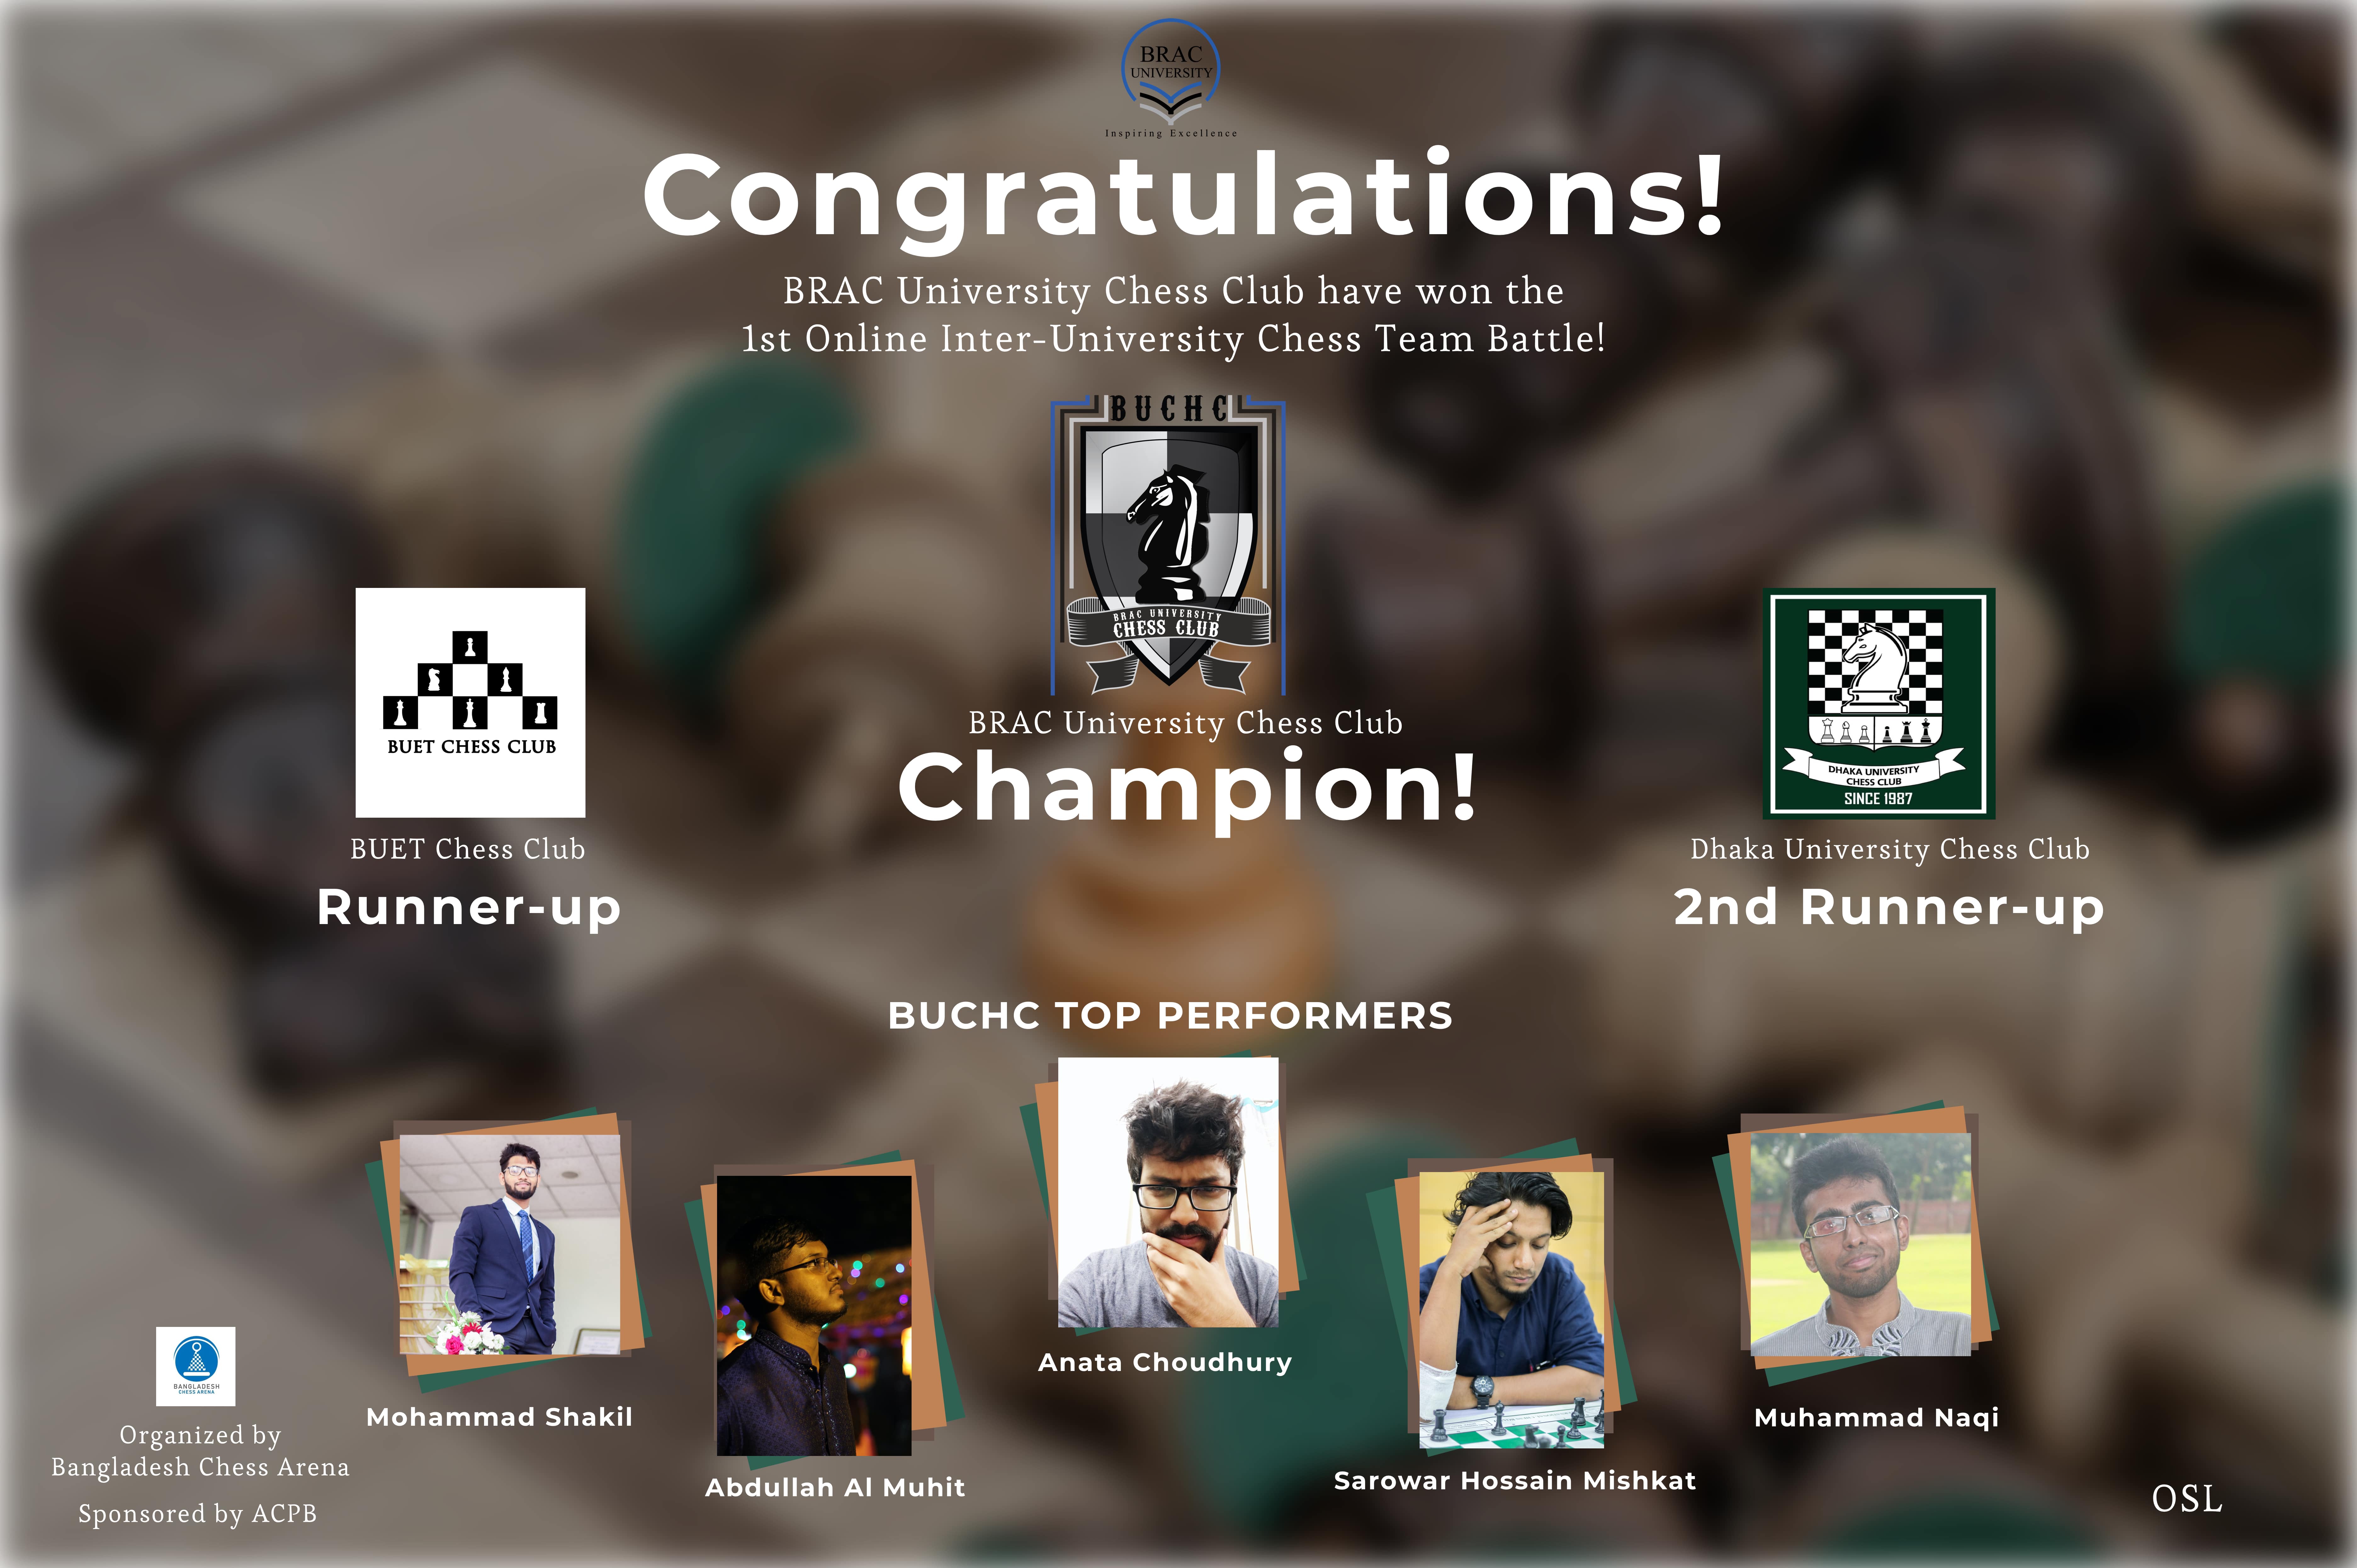 BRAC
UNIVERSITY
Inspiring Excellence
Congratulations!
BRAC University Chess Club have won the
1st Online Inter-University Chess Team Battle!
BUCHC
BRAC UNIVERSITY
CHESS CLUB
BRAC University Chess Club
Champion!
BUET CHESS CLUB
BUET Chess Club
Runner-up
DHAKA UNIVERSITY
CHESS CLUB
SINCE 1987
Dhaka University Chess Club
2nd Runner-up
BUCHC TOP PERFORMERS
Mohammad Shakil
Abdullah Al Muhit
Anata Choudhury
Sarowar Hossain Mishkat
Muhammad Naqi
BANGLADESH
CHESS ARENA
Organized by
Bangladesh Chess Arena
Sponsored by ACPB
OSL